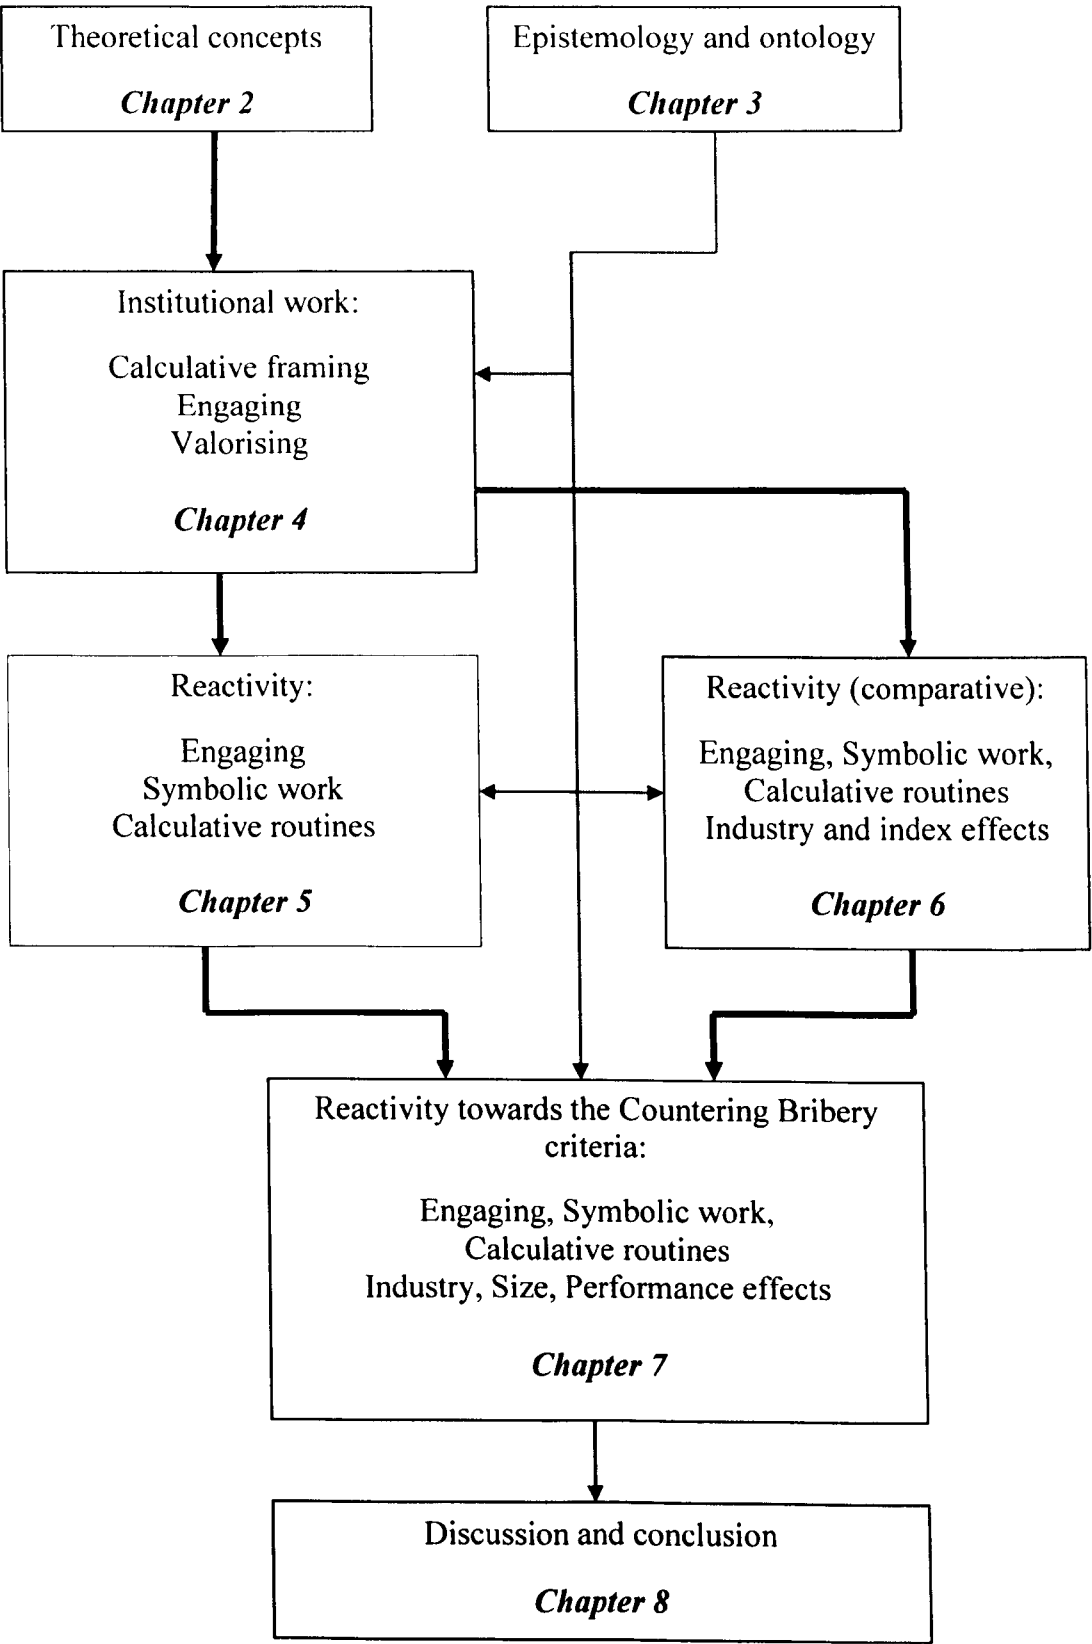 Theoretical concepts
Chapter 2
Epistemology and ontology
Chapter 3
Institutional work:
Calculative framing
Engaging
Valorising
Chapter 4
Reactivity:
Engaging
Symbolic work
Calculative routines
Chapter 5
Reactivity (comparative):
Engaging, Symbolic work,
Calculative routines
Industry and index effects
Chapter 6
Reactivity towards the Countering Bribery
criteria:
Engaging, Symbolic work,
Calculative routines
Industry, Size, Performance effects
Chapter 7
Discussion and conclusion
Chapter 8